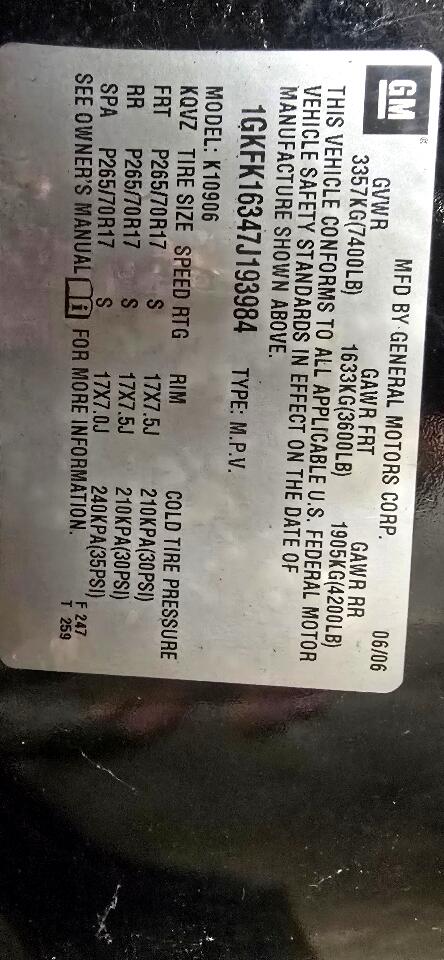 GM®
MFD BY GENERAL MOTORS CORP. 06/06
GVWR GAWR FRT GAWR RR
3357KG(7400LB) 1633KG(3600LB) 1905KG(4200LB)
THIS VEHICLE CONFORMS TO ALL APPLICABLE U.S. FEDERAL MOTOR
VEHICLE SAFETY STANDARDS IN EFFECT ON THE DATE OF
MANUFACTURE SHOWN ABOVE.
1GKFK16347J193984 TYPE: M.P.V.
MODEL: K10906
KQVZ TIRE SIZE SPEED RTG RIM COLD TIRE PRESSURE
FRT P265/70R17 S 17X7.5J 210KPA(30PSI)
RR P265/70R17 S 17X7.5J 210KPA(30PSI)
SPA P265/70R17 S 17X7.0J 240KPA(35PSI)
SEE OWNER'S MANUAL FOR MORE INFORMATION.
F 247
T 259